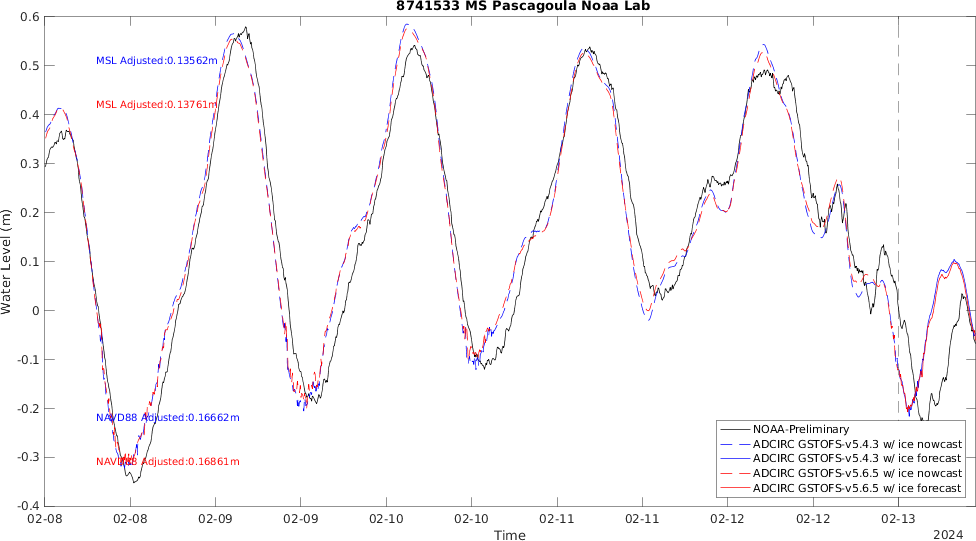 8741533 MS Pascagoula Noaa Lab
0.6
0.5
0.4
0.3
0.2
0.1
0
-0.1
-0.2
-0.3
-0.4
Water Level (m)
MSL Adjusted:0.13562m
MSL Adjusted:0.13761m
NAVD88 Adjusted:0.16662m
NAVD88 Adjusted:0.16861m
NOAA-Preliminary
ADCIRC GSTOFS-v5.4.3 w/ ice nowcast
ADCIRC GSTOFS-v5.4.3 w/ ice forecast
ADCIRC GSTOFS-v5.6.5 w/ ice nowcast
ADCIRC GSTOFS-v5.6.5 w/ ice forecast
02-08 02-08 02-09 02-09 02-10 02-10 02-11 02-11 02-12 02-12 02-13
Time
2024